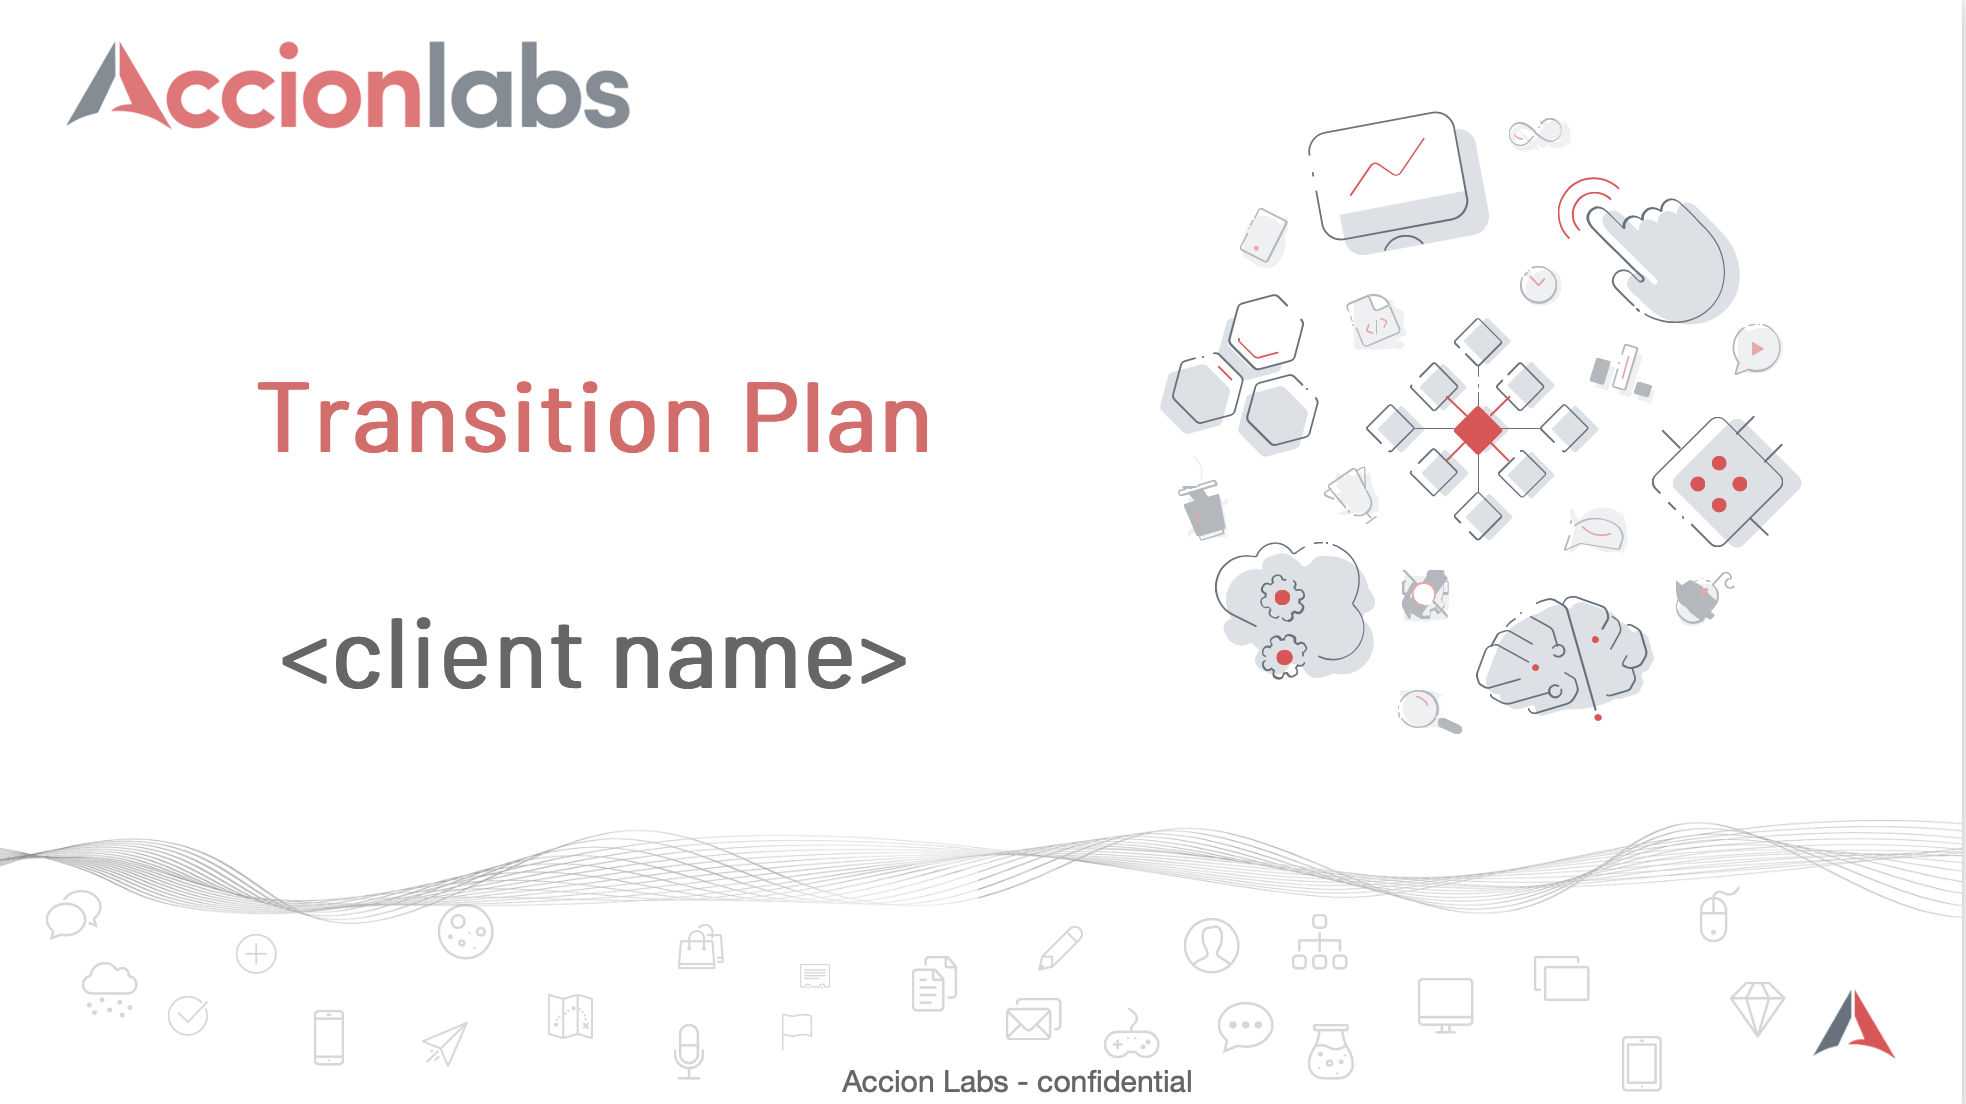 Accionlabs
Transition Plan
<client name>
Accion Labs - confidential